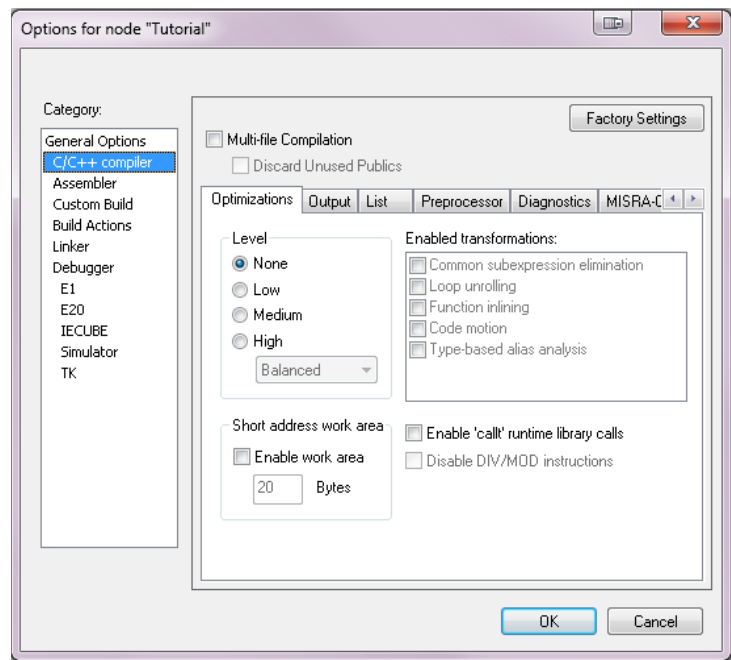 Options for node "Tutorial"
Category:
General Options
C/C++ compiler
Assembler
Custom Build
Build Actions
Linker
Debugger
E1
E20
IECUBE
Simulator
TK
Factory Settings
Multi-file Compilation
Discard Unused Publics
Optimizations Output List Preprocessor Diagnostics MISRA-C
Level
None
Low
Medium
High
Balanced
Enabled transformations:
Common subexpression elimination
Loop unrolling
Function inlining
Code motion
Type-based alias analysis
Short address work area
Enable work area
20 Bytes
Enable 'callt' runtime library calls
Disable DIV/MOD instructions
OK Cancel